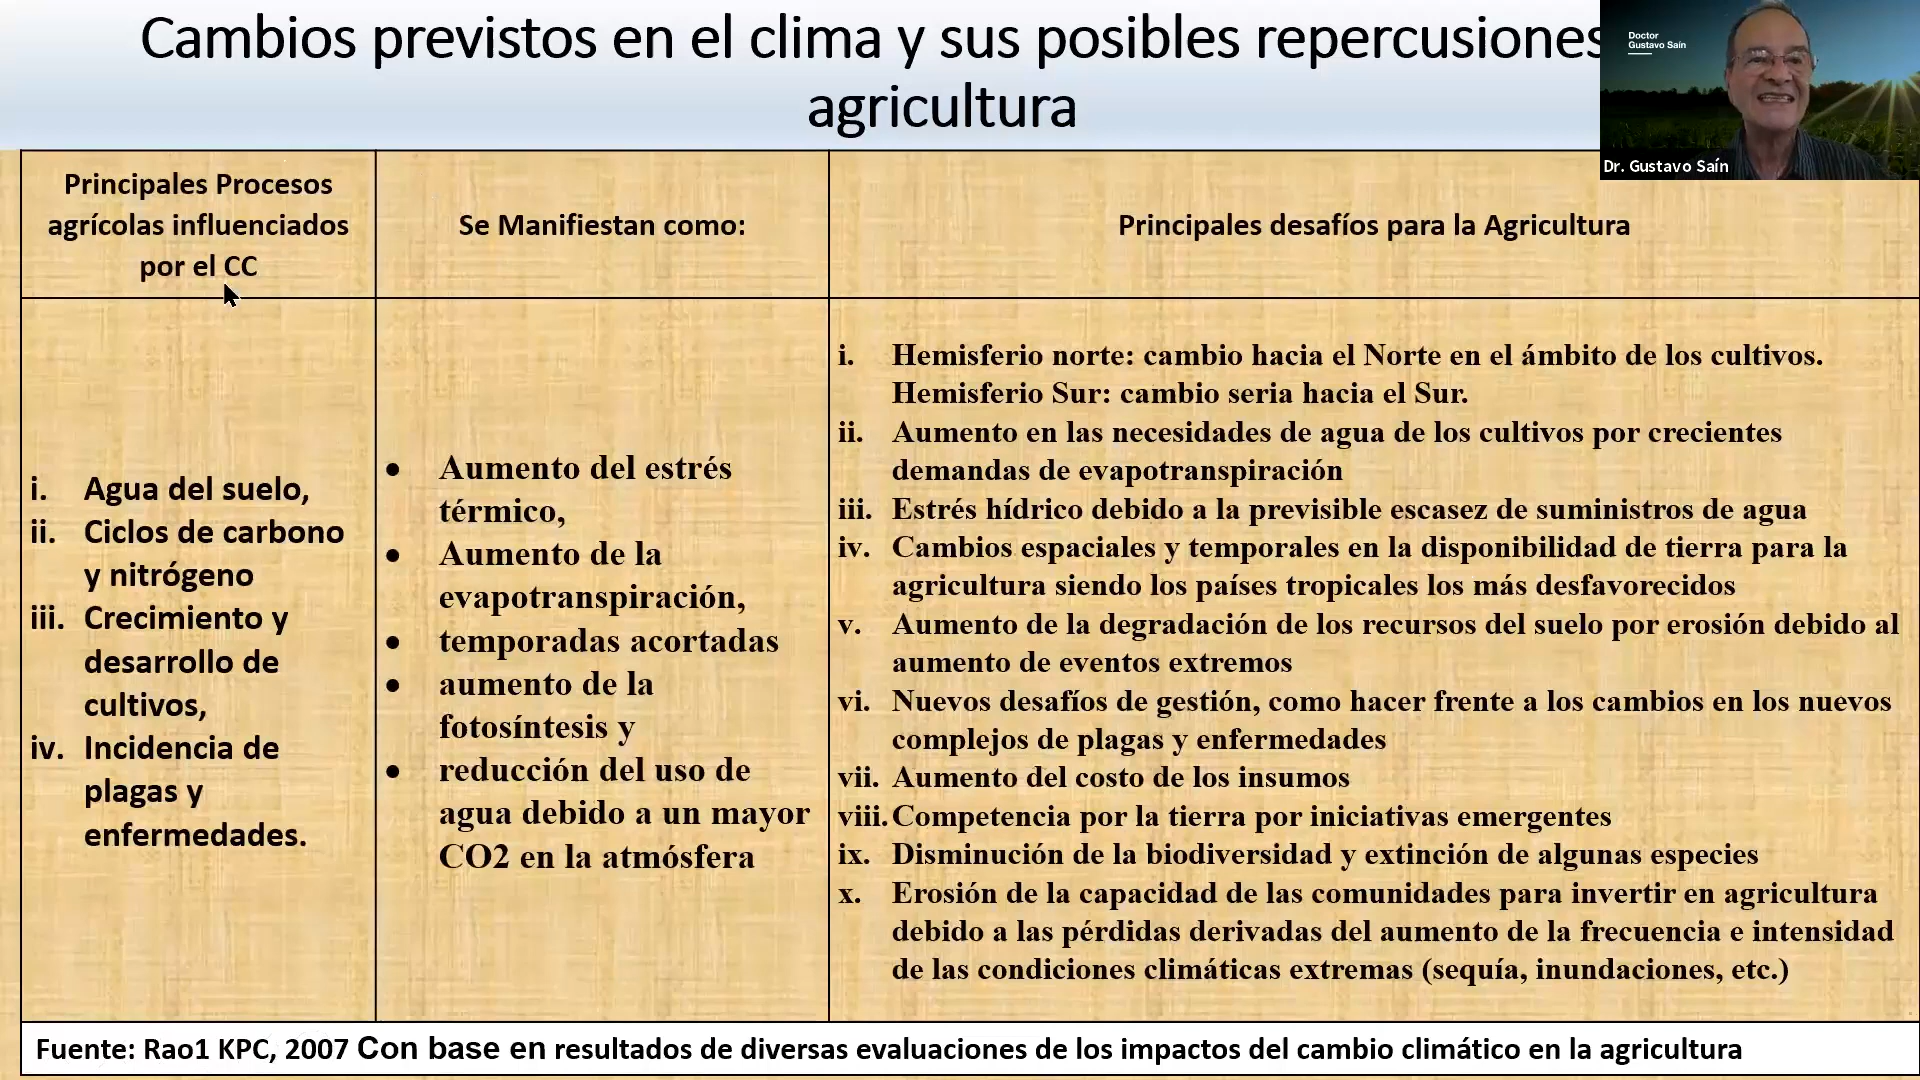 Cambios previstos en el clima y sus posibles repercusiones
agricultura
Doctor
Gustavo Saín
Dr. Gustavo Saín
Principales Procesos
agrícolas influenciados
por el CC
Se Manifiestan como:
Principales desafíos para la Agricultura
i. Agua del suelo,
ii. Ciclos de carbono
y nitrógeno
iii. Crecimiento y
desarrollo de
cultivos,
iv. Incidencia de
plagas y
enfermedades.
• Aumento del estrés
térmico,
• Aumento de la
evapotranspiración,
• temporadas acortadas
• aumento de la
fotosíntesis y
• reducción del uso de
agua debido a un mayor
CO2 en la atmósfera
i. Hemisferio norte: cambio hacia el Norte en el ámbito de los cultivos.
Hemisferio Sur: cambio seria hacia el Sur.
ii. Aumento en las necesidades de agua de los cultivos por crecientes
demandas de evapotranspiración
iii. Estrés hídrico debido a la previsible escasez de suministros de agua
iv. Cambios espaciales y temporales en la disponibilidad de tierra para la
agricultura siendo los países tropicales los más desfavorecidos
v. Aumento de la degradación de los recursos del suelo por erosión debido al
aumento de eventos extremos
vi. Nuevos desafíos de gestión, como hacer frente a los cambios en los nuevos
complejos de plagas y enfermedades
vii. Aumento del costo de los insumos
viii. Competencia por la tierra por iniciativas emergentes
ix. Disminución de la biodiversidad y extinción de algunas especies
x. Erosión de la capacidad de las comunidades para invertir en agricultura
debido a las pérdidas derivadas del aumento de la frecuencia e intensidad
de las condiciones climáticas extremas (sequía, inundaciones, etc.)
Fuente: Rao1 KPC, 2007 Con base en resultados de diversas evaluaciones de los impactos del cambio climático en la agricultura